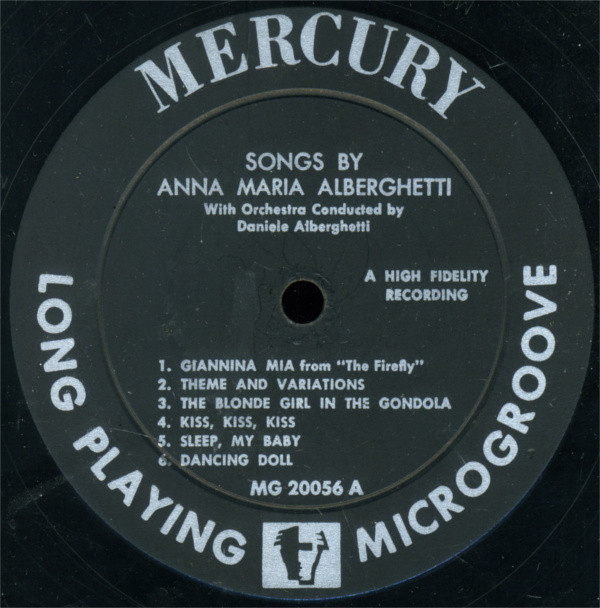 MERCURY
SONGS BY
ANNA MARIA ALBERGHETTI
With Orchestra Conducted by
Daniele Alberghetti
A HIGH FIDELITY
RECORDING
1. GIANNINA MIA from "The Firefly"
2. THEME AND VARIATIONS
3. THE BLONDE GIRL IN THE GONDOLA
4. KISS, KISS, KISS
5. SLEEP, MY BABY
6. DANCING DOLL
MG 20056 A
LONG PLAYING MICROGROOVE